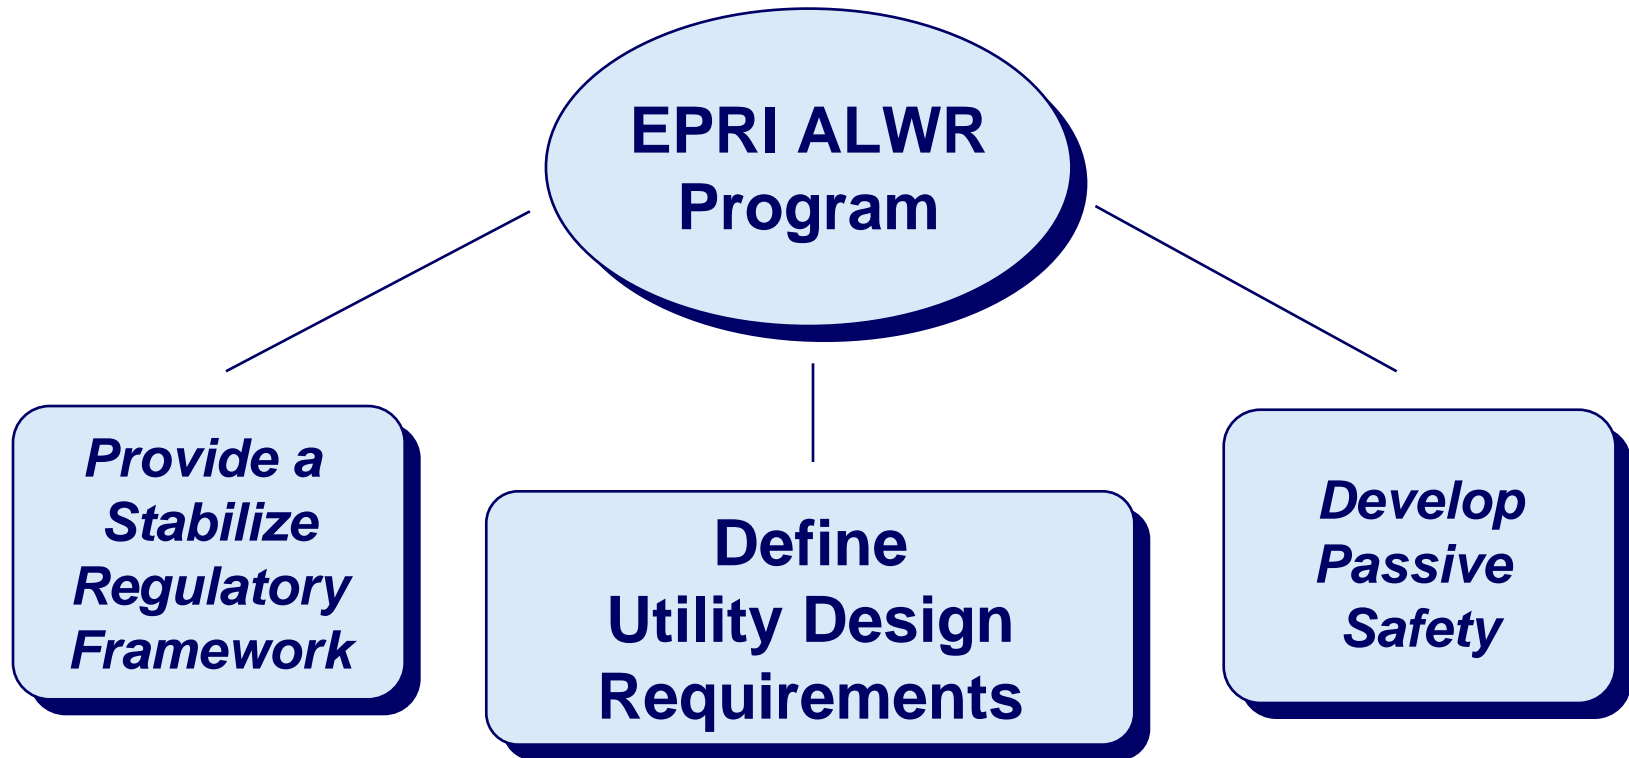 EPRI ALWR
Program
Provide a
Stabilize
Regulatory
Framework
Define
Utility Design
Requirements
Develop
Passive
Safety